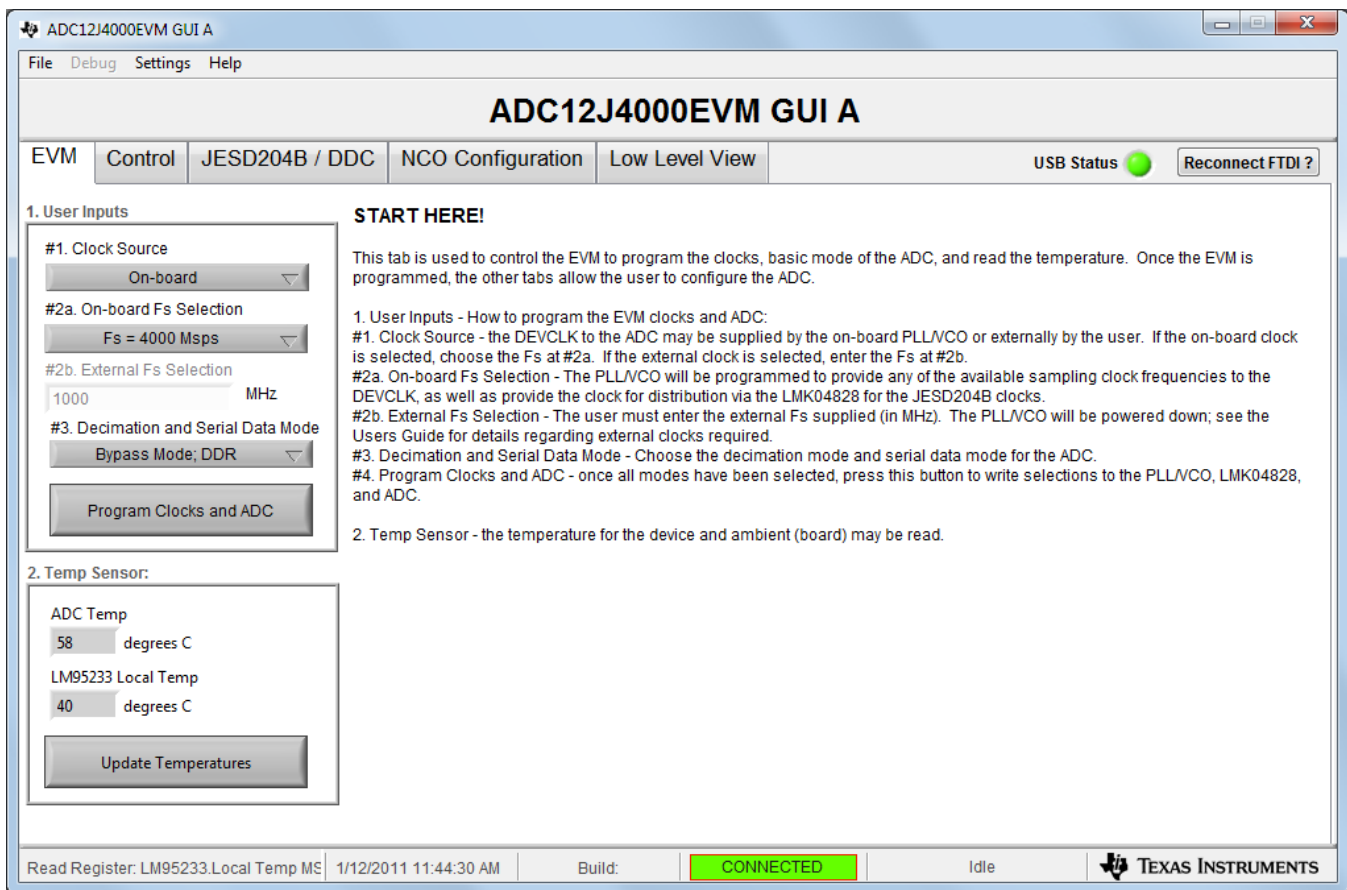 ADC12J4000EVM GUI A
File Debug Settings Help
ADC12J4000EVM GUI A
EVM Control JESD204B / DDC NCO Configuration Low Level View USB Status Reconnect FTDI ?
1. User Inputs
#1. Clock Source
On-board
#2a. On-board Fs Selection
Fs = 4000 Msps
#2b. External Fs Selection
1000 MHz
#3. Decimation and Serial Data Mode
Bypass Mode; DDR
Program Clocks and ADC
2. Temp Sensor:
ADC Temp
58 degrees C
LM95233 Local Temp
40 degrees C
Update Temperatures
START HERE!
This tab is used to control the EVM to program the clocks, basic mode of the ADC, and read the temperature. Once the EVM is
programmed, the other tabs allow the user to configure the ADC.
1. User Inputs - How to program the EVM clocks and ADC:
#1. Clock Source - the DEVCLK to the ADC may be supplied by the on-board PLL/VCO or externally by the user. If the on-board clock
is selected, choose the Fs at #2a. If the external clock is selected, enter the Fs at #2b.
#2a. On-board Fs Selection - The PLL/VCO will be programmed to provide any of the available sampling clock frequencies to the
DEVCLK, as well as provide the clock for distribution via the LMK04828 for the JESD204B clocks.
#2b. External Fs Selection - The user must enter the external Fs supplied (in MHz). The PLL/VCO will be powered down; see the
Users Guide for details regarding external clocks required.
#3. Decimation and Serial Data Mode - Choose the decimation mode and serial data mode for the ADC.
#4. Program Clocks and ADC - once all modes have been selected, press this button to write selections to the PLL/VCO, LMK04828,
and ADC.
2. Temp Sensor - the temperature for the device and ambient (board) may be read.
Read Register: LM95233.Local Temp MS 1/12/2011 11:44:30 AM Build: CONNECTED Idle TEXAS INSTRUMENTS